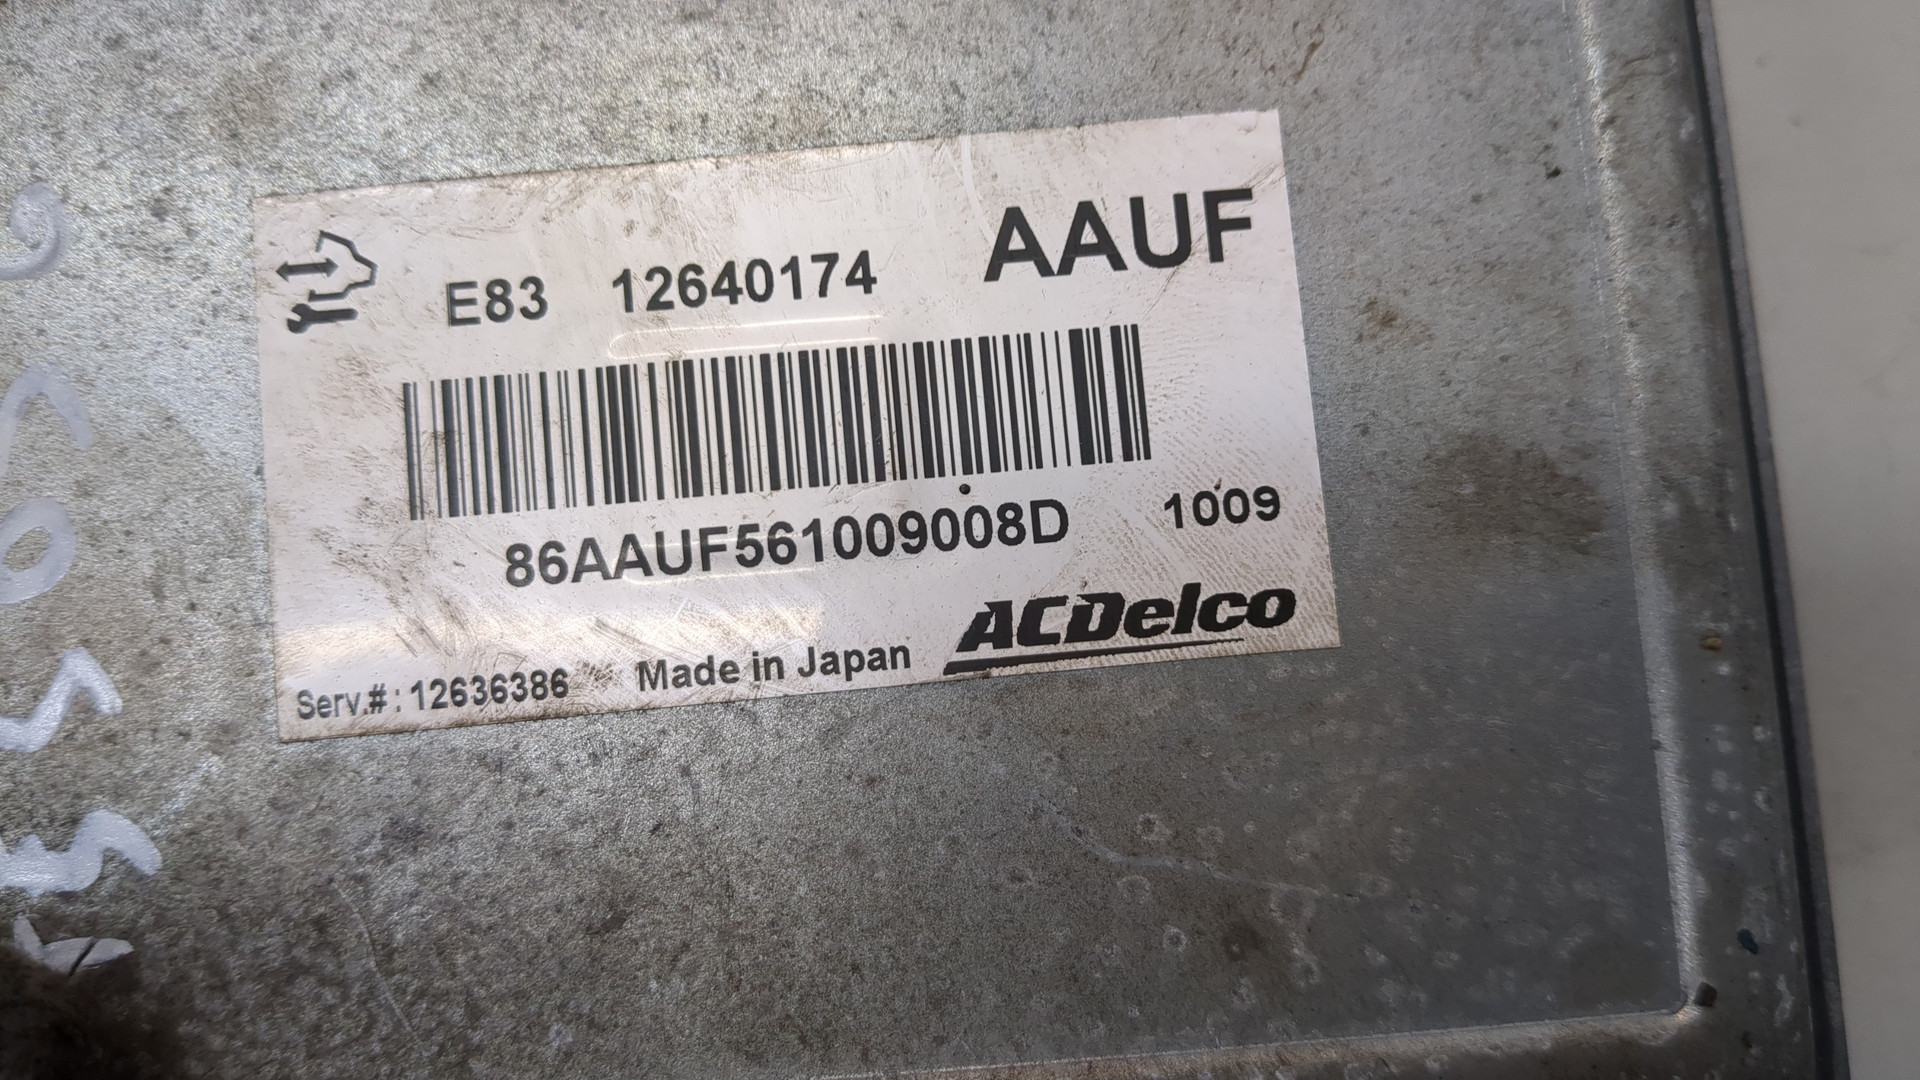 E83 12640174 AAUF
86AAUF561009008D 1009
ACDelco
Serv.#: 12636386 Made in Japan